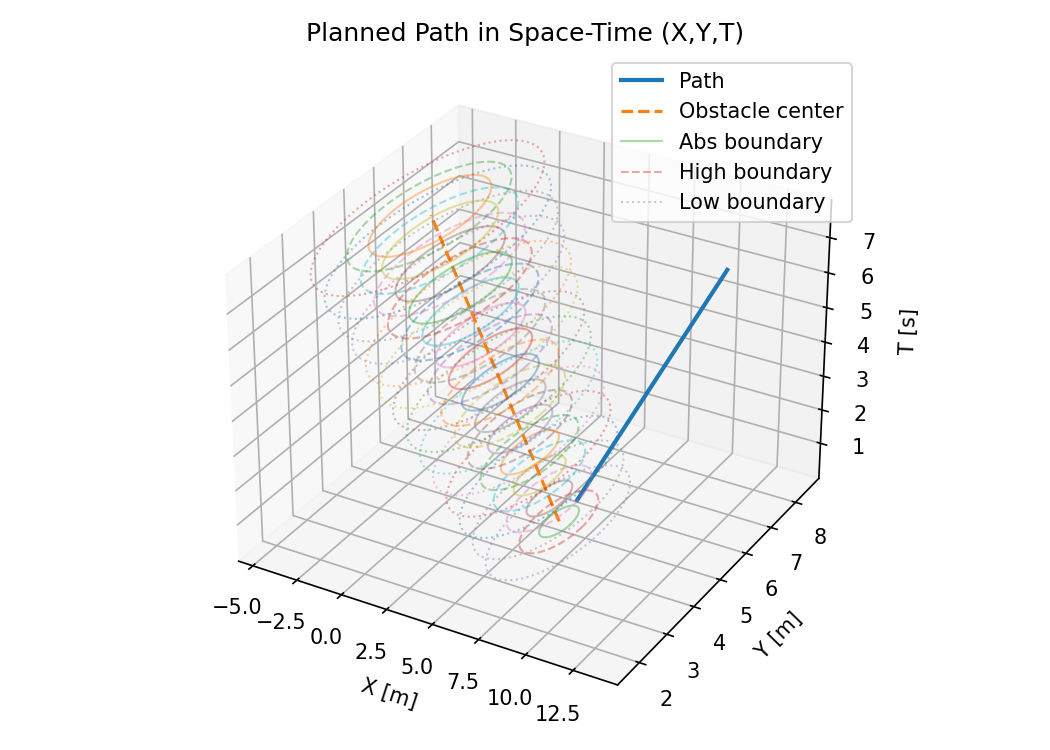 Planned Path in Space-Time (X,Y,T)
Path
Obstacle center
Abs boundary
High boundary
Low boundary
7
6
5
4
3
2
1
T [s]
8
7
6
5
4
3
2
Y [m]
−5.0
−2.5
0.0
2.5
5.0
7.5
10.0
12.5
X [m]